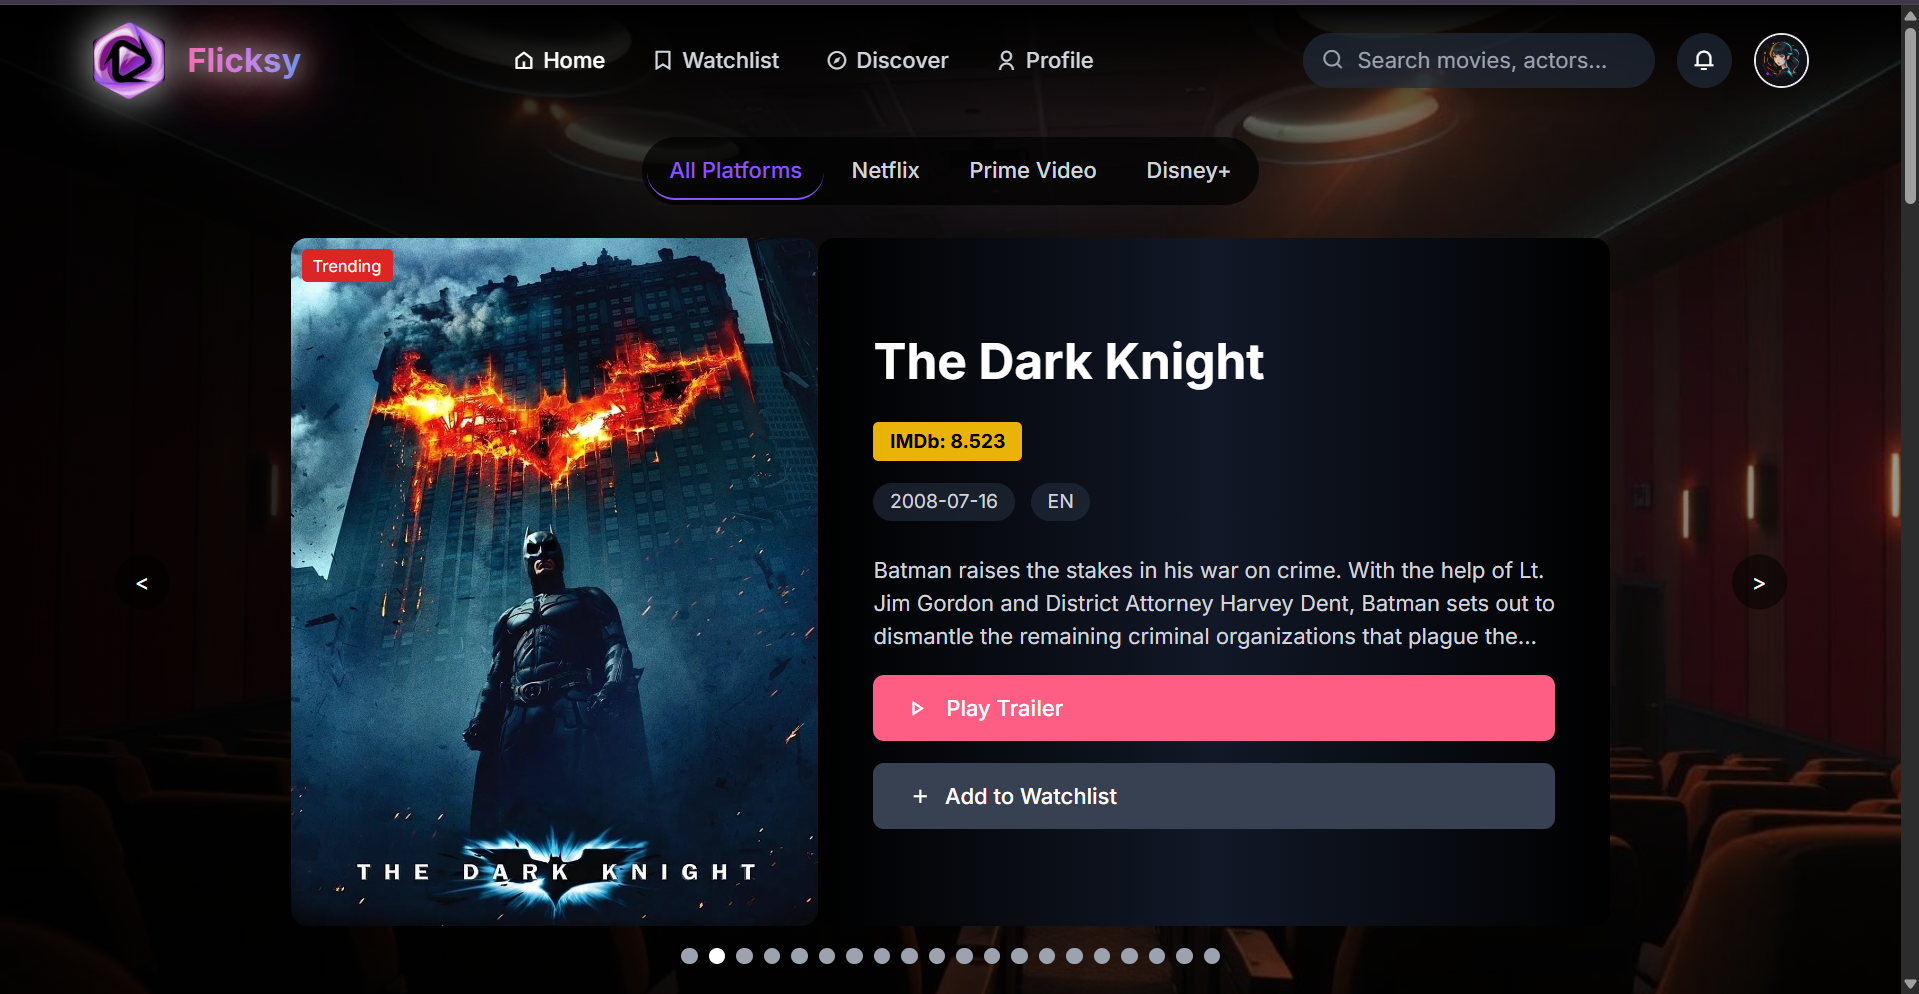 Flicksy
Home
Watchlist
Discover
Profile
Search movies, actors...
All Platforms
Netflix
Prime Video
Disney+
Trending
THE DARK KNIGHT
The Dark Knight
IMDb: 8.523
2008-07-16
EN
Batman raises the stakes in his war on crime. With the help of Lt.
Jim Gordon and District Attorney Harvey Dent, Batman sets out to
dismantle the remaining criminal organizations that plague the...
Play Trailer
+ Add to Watchlist
<
>